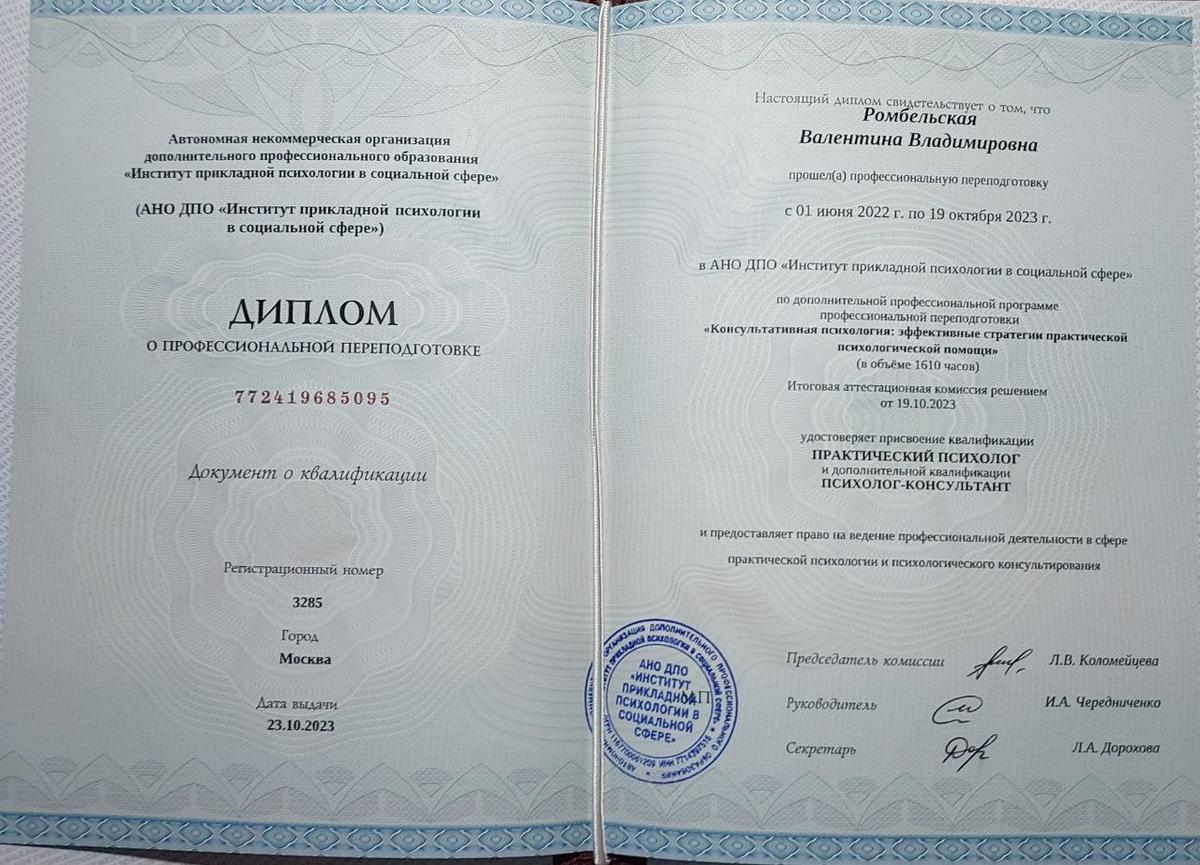 Автономная некоммерческая организация
дополнительного профессионального образования
«Институт прикладной психологии в социальной сфере»
(АНО ДПО «Институт прикладной психологии
в социальной сфере»)
ДИПЛОМ
О ПРОФЕССИОНАЛЬНОЙ ПЕРЕПОДГОТОВКЕ
772419685095
Документ о квалификации
Регистрационный номер
3285
Город
Москва
Дата выдачи
23.10.2023
Настоящий диплом свидетельствует о том, что
Ромбельская
Валентина Владимировна
прошел(а) профессиональную переподготовку
с 01 июня 2022 г. по 19 октября 2023 г.
в АНО ДПО «Институт прикладной психологии в социальной сфере»
по дополнительной профессиональной программе
профессиональной переподготовки
«Консультативная психология: эффективные стратегии практической
психологической помощи»
(в объёме 1610 часов)
Итоговая аттестационная комиссия решением
от 19.10.2023
удостоверяет присвоение квалификации
ПРАКТИЧЕСКИЙ ПСИХОЛОГ
и дополнительной квалификации
ПСИХОЛОГ-КОНСУЛЬТАНТ
и предоставляет право на ведение профессиональной деятельности в сфере
практической психологии и психологического консультирования
Председатель комиссии Л.В. Коломейцева
Руководитель И.А. Чередниченко
Секретарь Л.А. Дорохова
МП
АНО ДПО
«ИНСТИТУТ
ПРИКЛАДНОЙ
ПСИХОЛОГИИ В
СОЦИАЛЬНОЙ
СФЕРЕ»